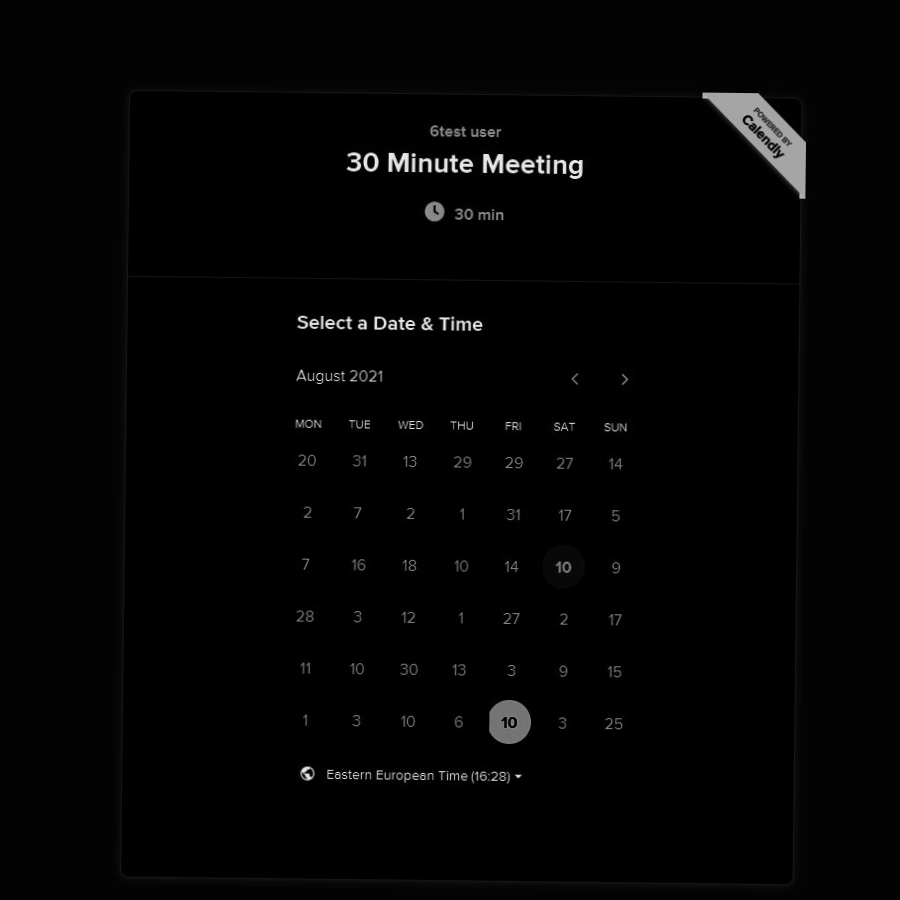 POWERED BY
Calendly
6test user
30 Minute Meeting
30 min
Select a Date & Time
August 2021
MON TUE WED THU FRI SAT SUN
20 31 13 29 29 27 14
2 7 2 1 31 17 5
7 16 18 10 14 10 9
28 3 12 1 27 2 17
11 10 30 13 3 9 15
1 3 10 6 10 3 25
Eastern European Time (16:28)